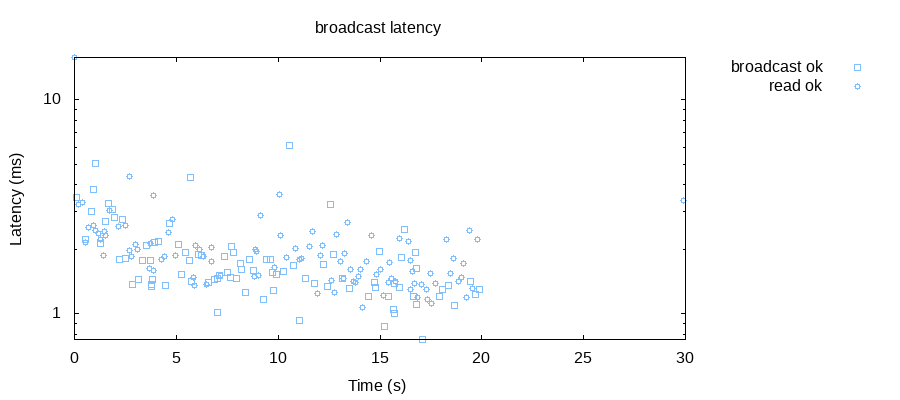 broadcast latency
broadcast ok
read ok
10
1
Latency (ms)
0 5 10 15 20 25 30
Time (s)